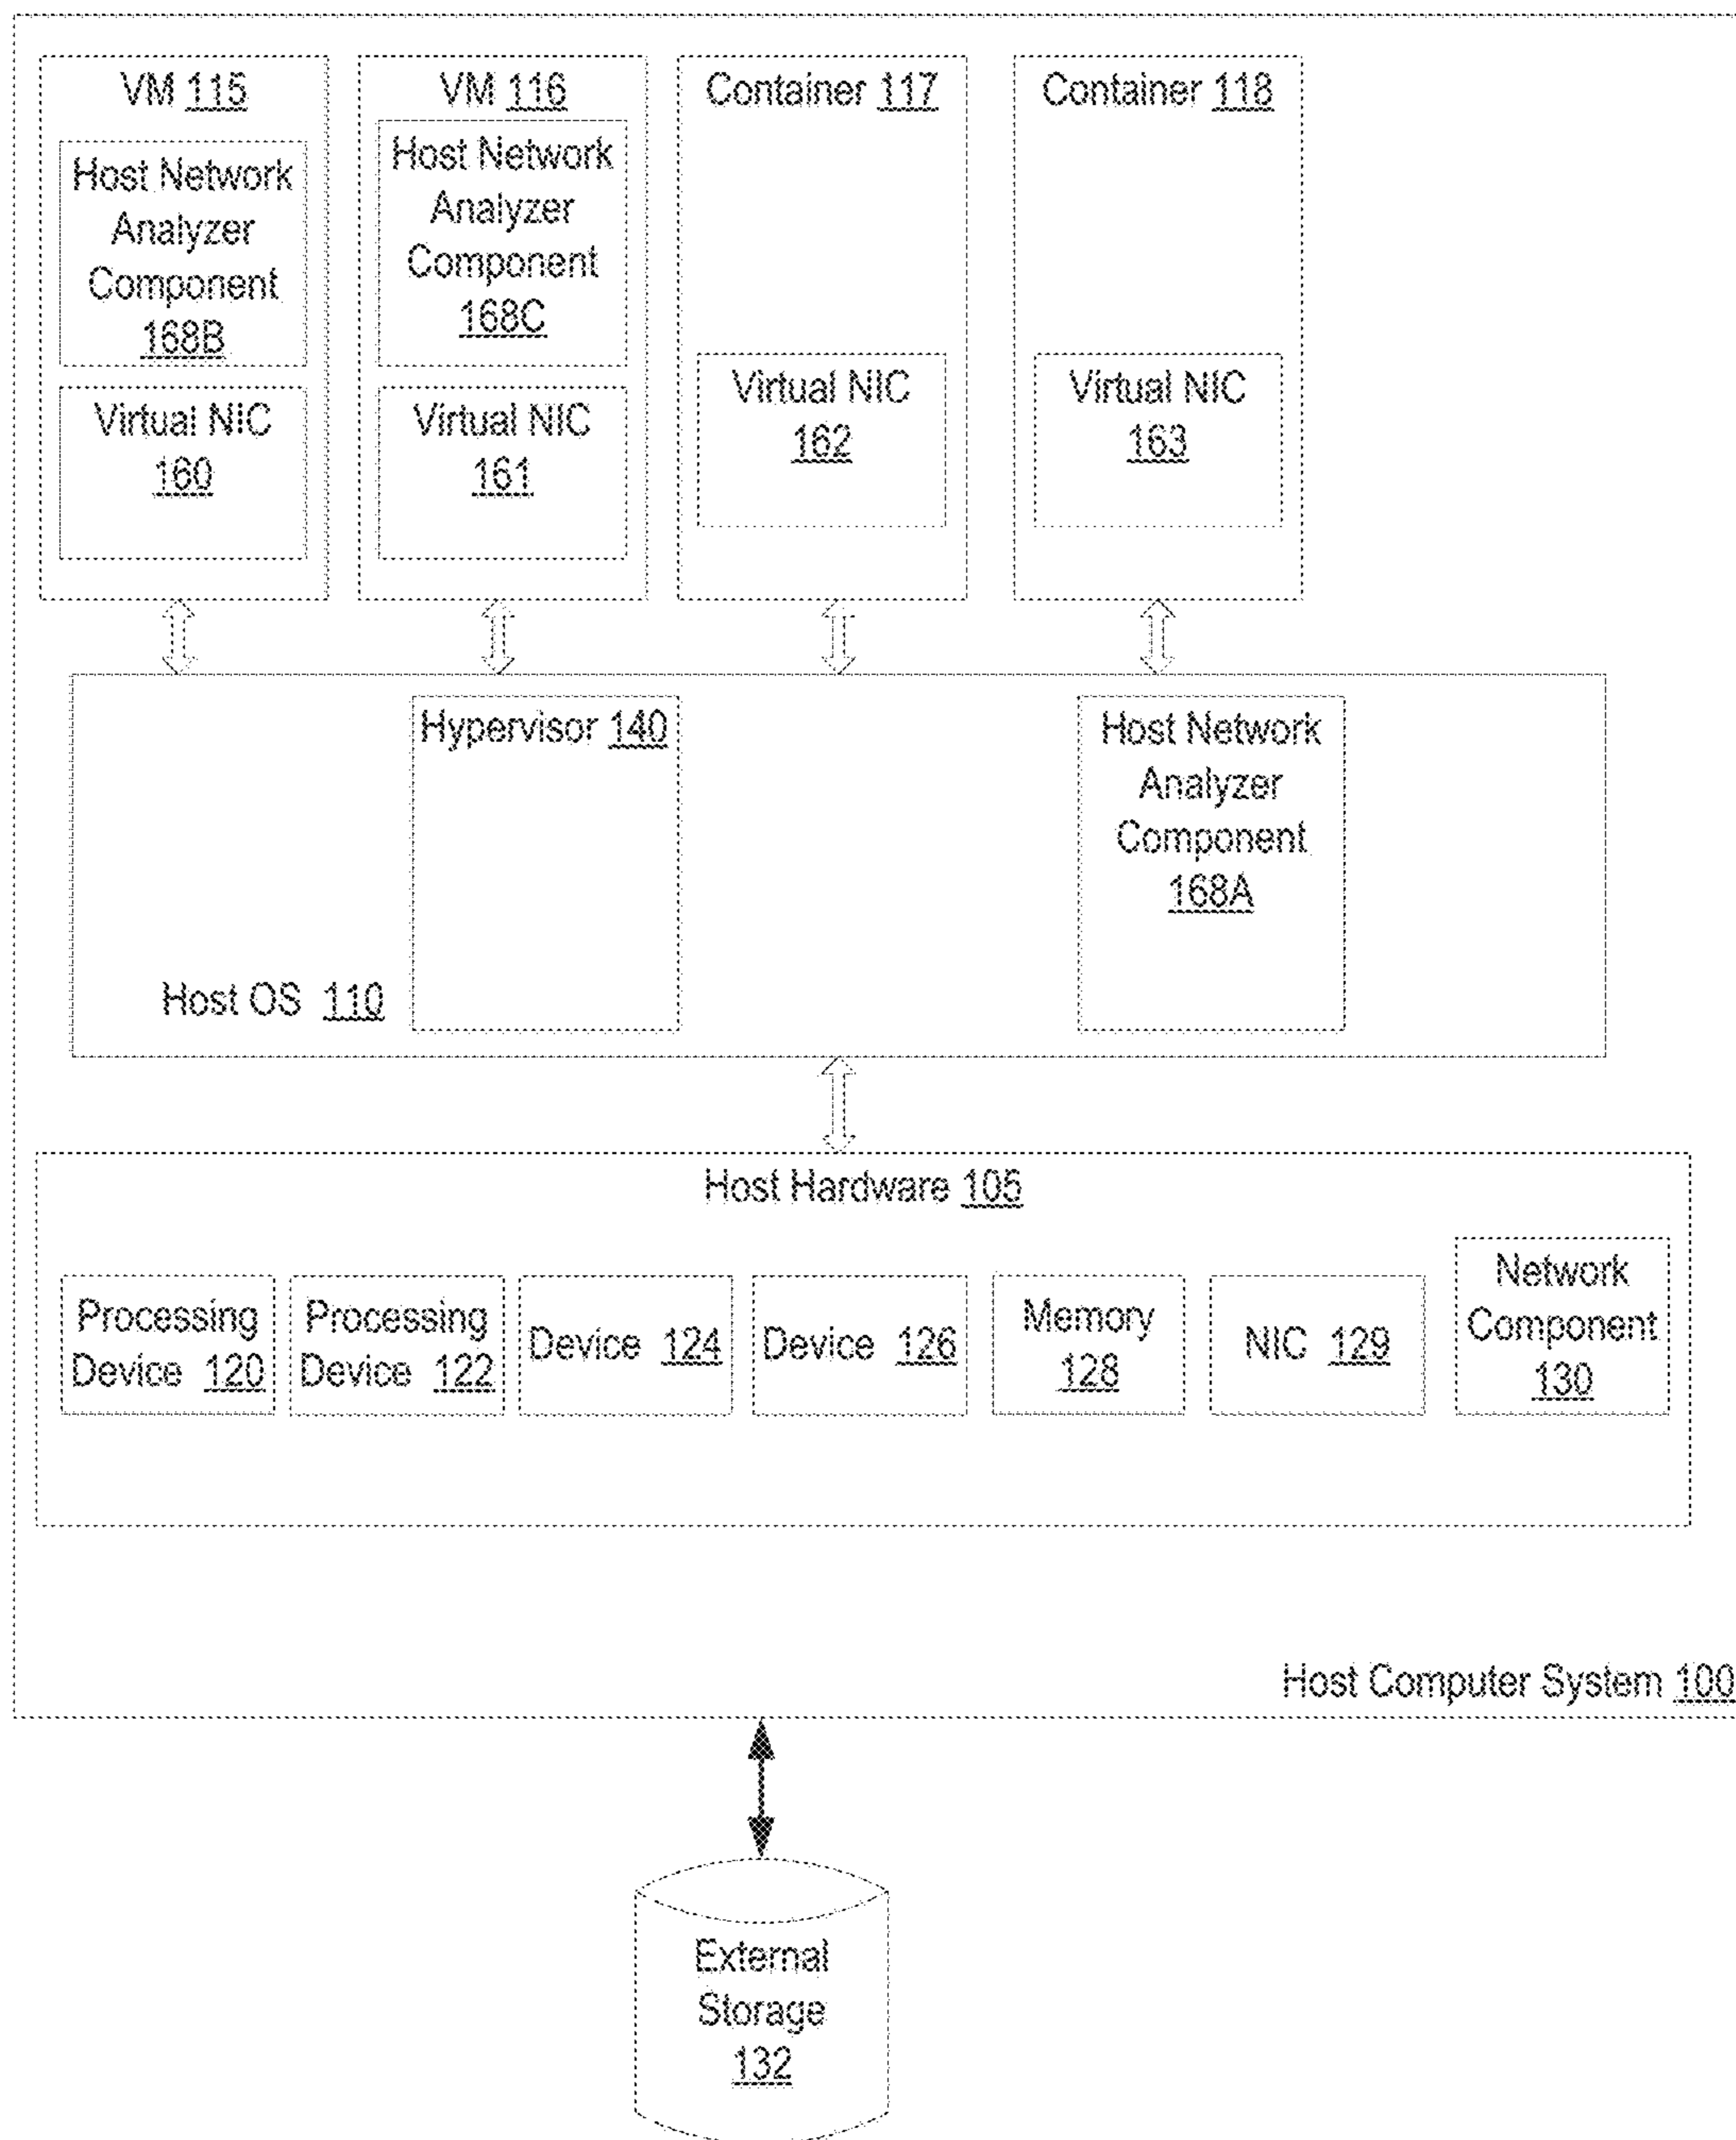 VM 115
Host Network
Analyzer
Component
168B
Virtual NIC
160
VM 116
Host Network
Analyzer
Component
168C
Virtual NIC
161
Container 117
Virtual NIC
162
Container 118
Virtual NIC
163
Hypervisor 140
Host Network
Analyzer
Component
168A
Host OS 110
Host Hardware 105
Processing
Device 120
Processing
Device 122
Device 124
Device 126
Memory
128
NIC 129
Network
Component
130
Host Computer System 100
External
Storage
132